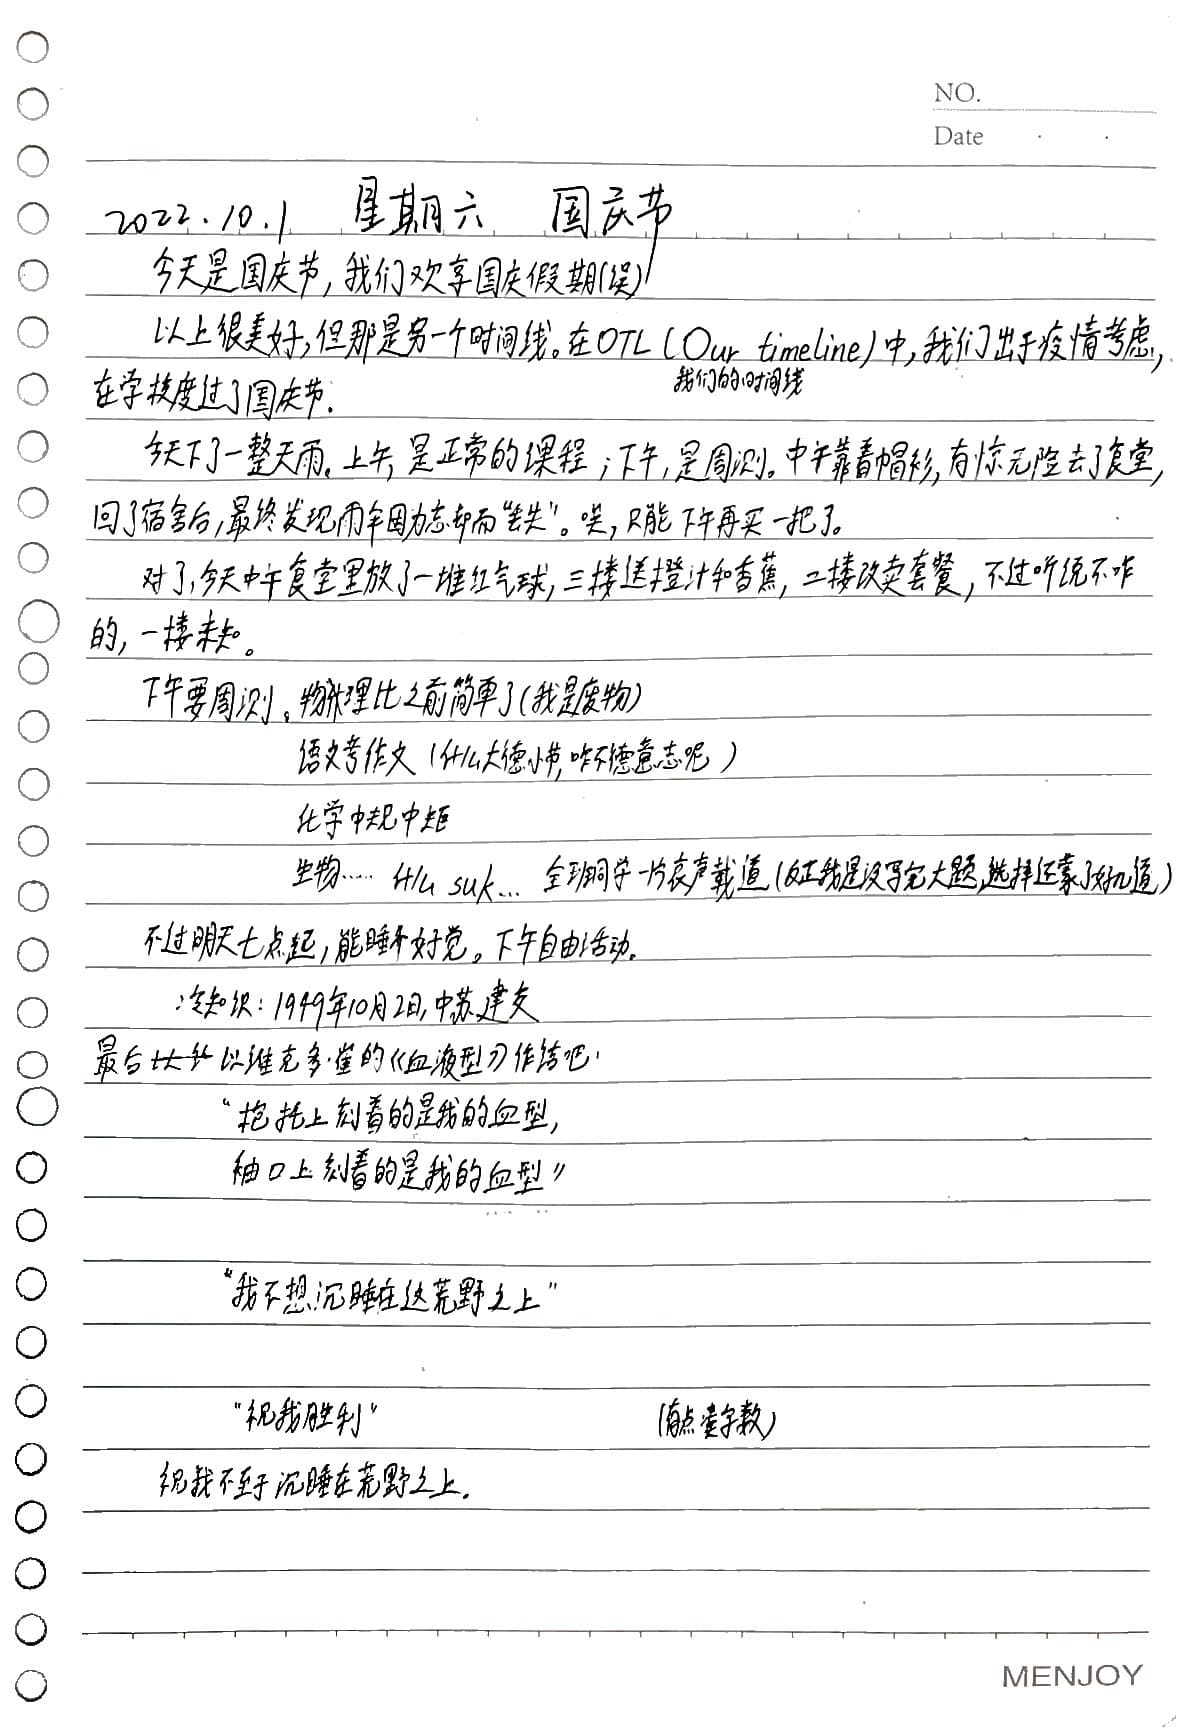 NO.
Date
2022.10.1 星期六 国庆节
今天是国庆节,我们欢享国庆假期(误)
以上很美好,但那是另一个时间线。在OTL(Our timeline)中,我们出于疫情考虑,
我们的时间线
在学校度过了国庆节.
今天下了一整天雨。上午,是正常的课程;下午,是周测。中午靠着帽衫,有惊无险去了食堂,
回了宿舍后,最终发现雨伞因为忘却而“丢失”。唉,只能下午再买一把了。
对了,今天中午食堂里放了一堆红气球,三楼送橙汁和香蕉,二楼改卖套餐,不过听说不咋
的,一楼未知。
下午要周测。物理比之前简单了(我是废物)
语文考作文(什么大德小节,咋不德意志呢)
化学中规中矩
生物..... 什么 suk... 全班同学一片哀声载道(反正我是没写完大题,选择还蒙了好几道)
不过明天七点起,能睡个好觉。下午自由活动.
冷知识:1949年10月2日,中苏建交
最后 以维克多·崔的《血液型》作结吧.
“抱托上刻着的是我的血型,
袖口上刻着的是我的血型”
“我不想沉睡在这荒野之上”
“祝我胜利” (有点凑字数)
祝我不至于沉睡在荒野之上.
MENJOY